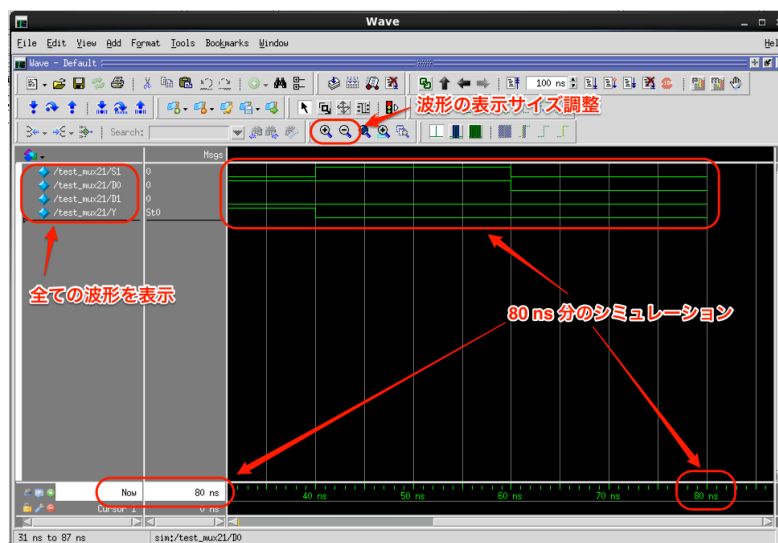 Wave
File Edit View Add Format Tools Bookmarks Window Hel
Wave - Default
100 ns
波形の表示サイズ調整
Search:
Msgs
/test_mux21/S1 0
/test_mux21/D0 0
/test_mux21/D1 0
/test_mux21/Y St0
全ての波形を表示
80 ns 分のシミュレーション
Now 80 ns
40 ns 50 ns 60 ns 70 ns 80 ns
Cursor 1 0 ns
31 ns to 87 ns sim:/test_mux21/D0